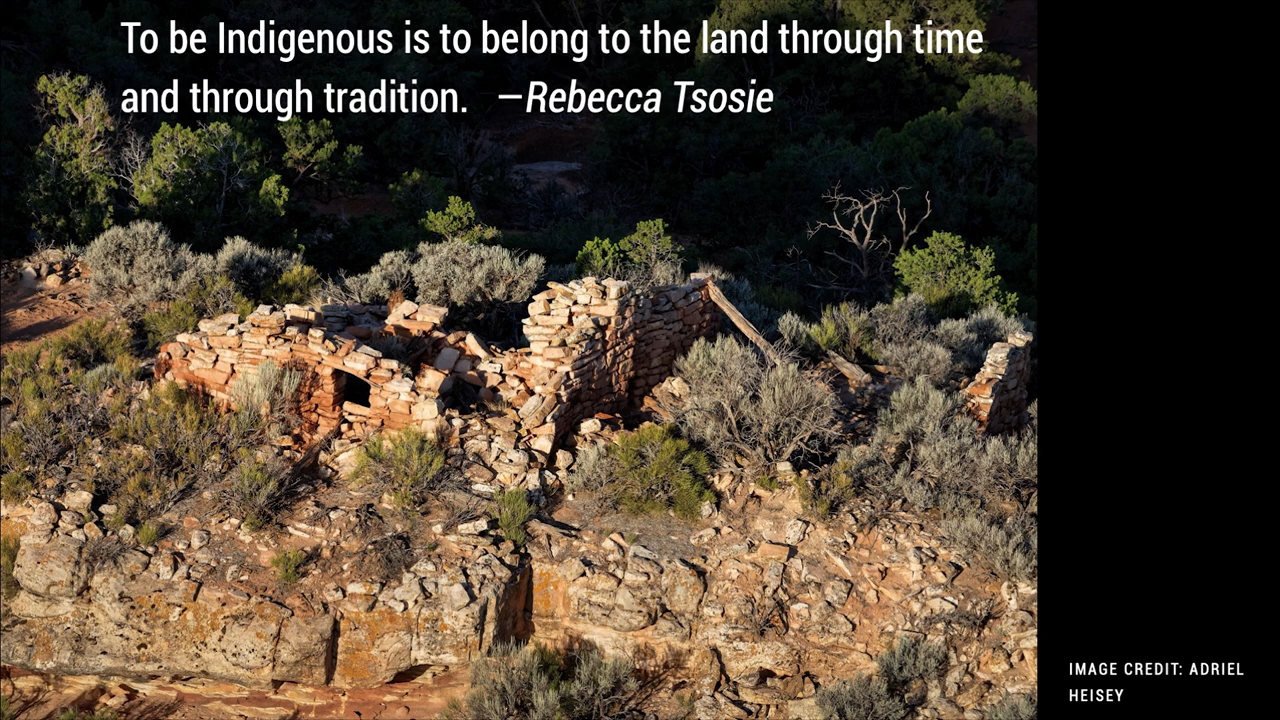 To be Indigenous is to belong to the land through time
and through tradition. —Rebecca Tsosie
IMAGE CREDIT: ADRIEL
HEISEY